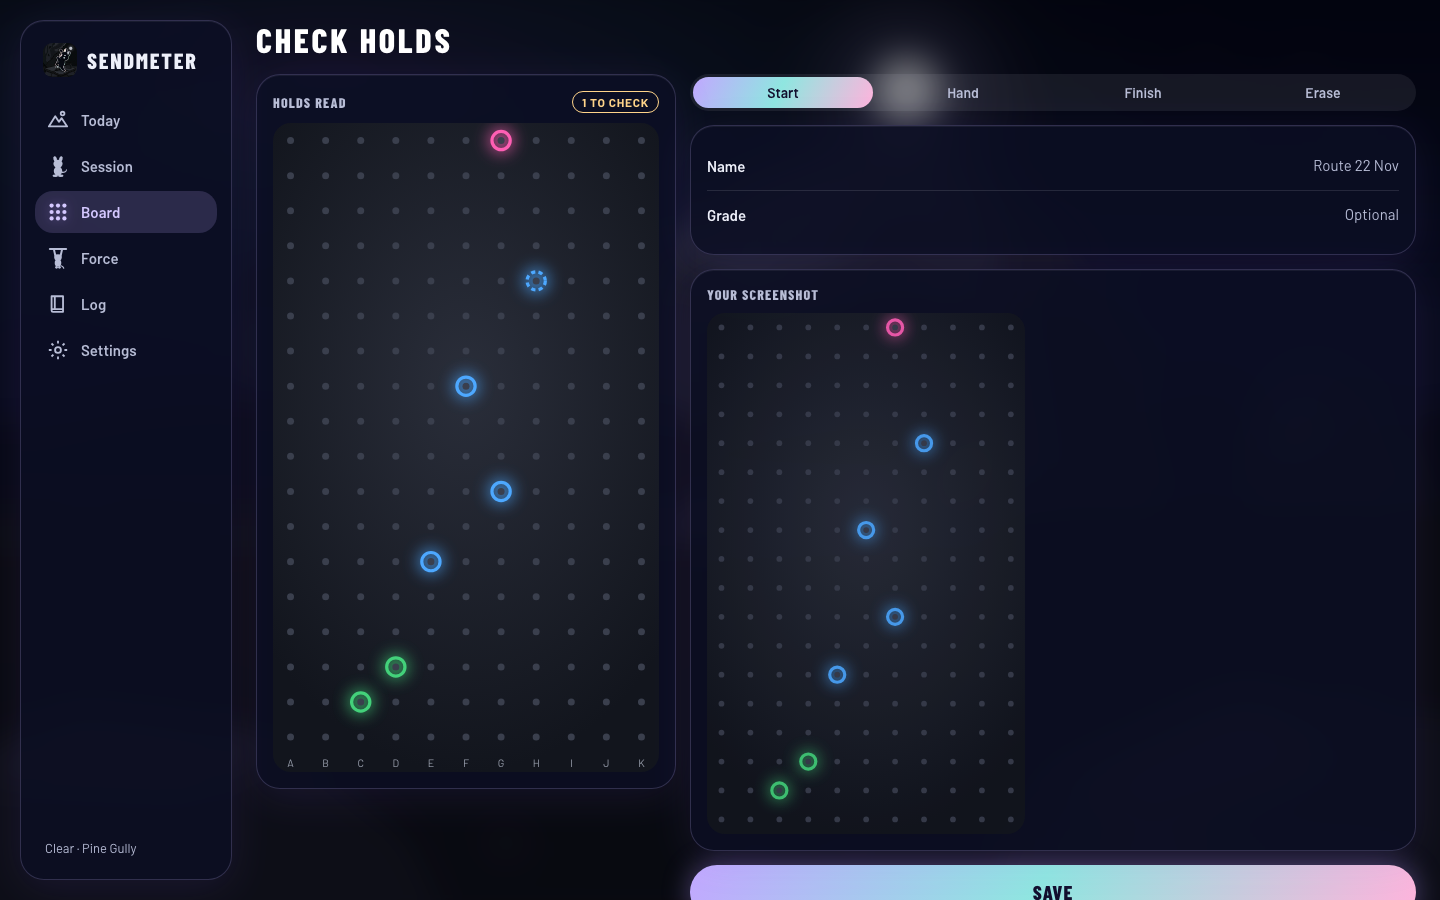 SENDMETER
Today
Session
Board
Force
Log
Settings
Clear · Pine Gully
CHECK HOLDS
HOLDS READ
1 TO CHECK
A B C D E F G H I J K
Start Hand Finish Erase
Name Route 22 Nov
Grade Optional
YOUR SCREENSHOT
SAVE